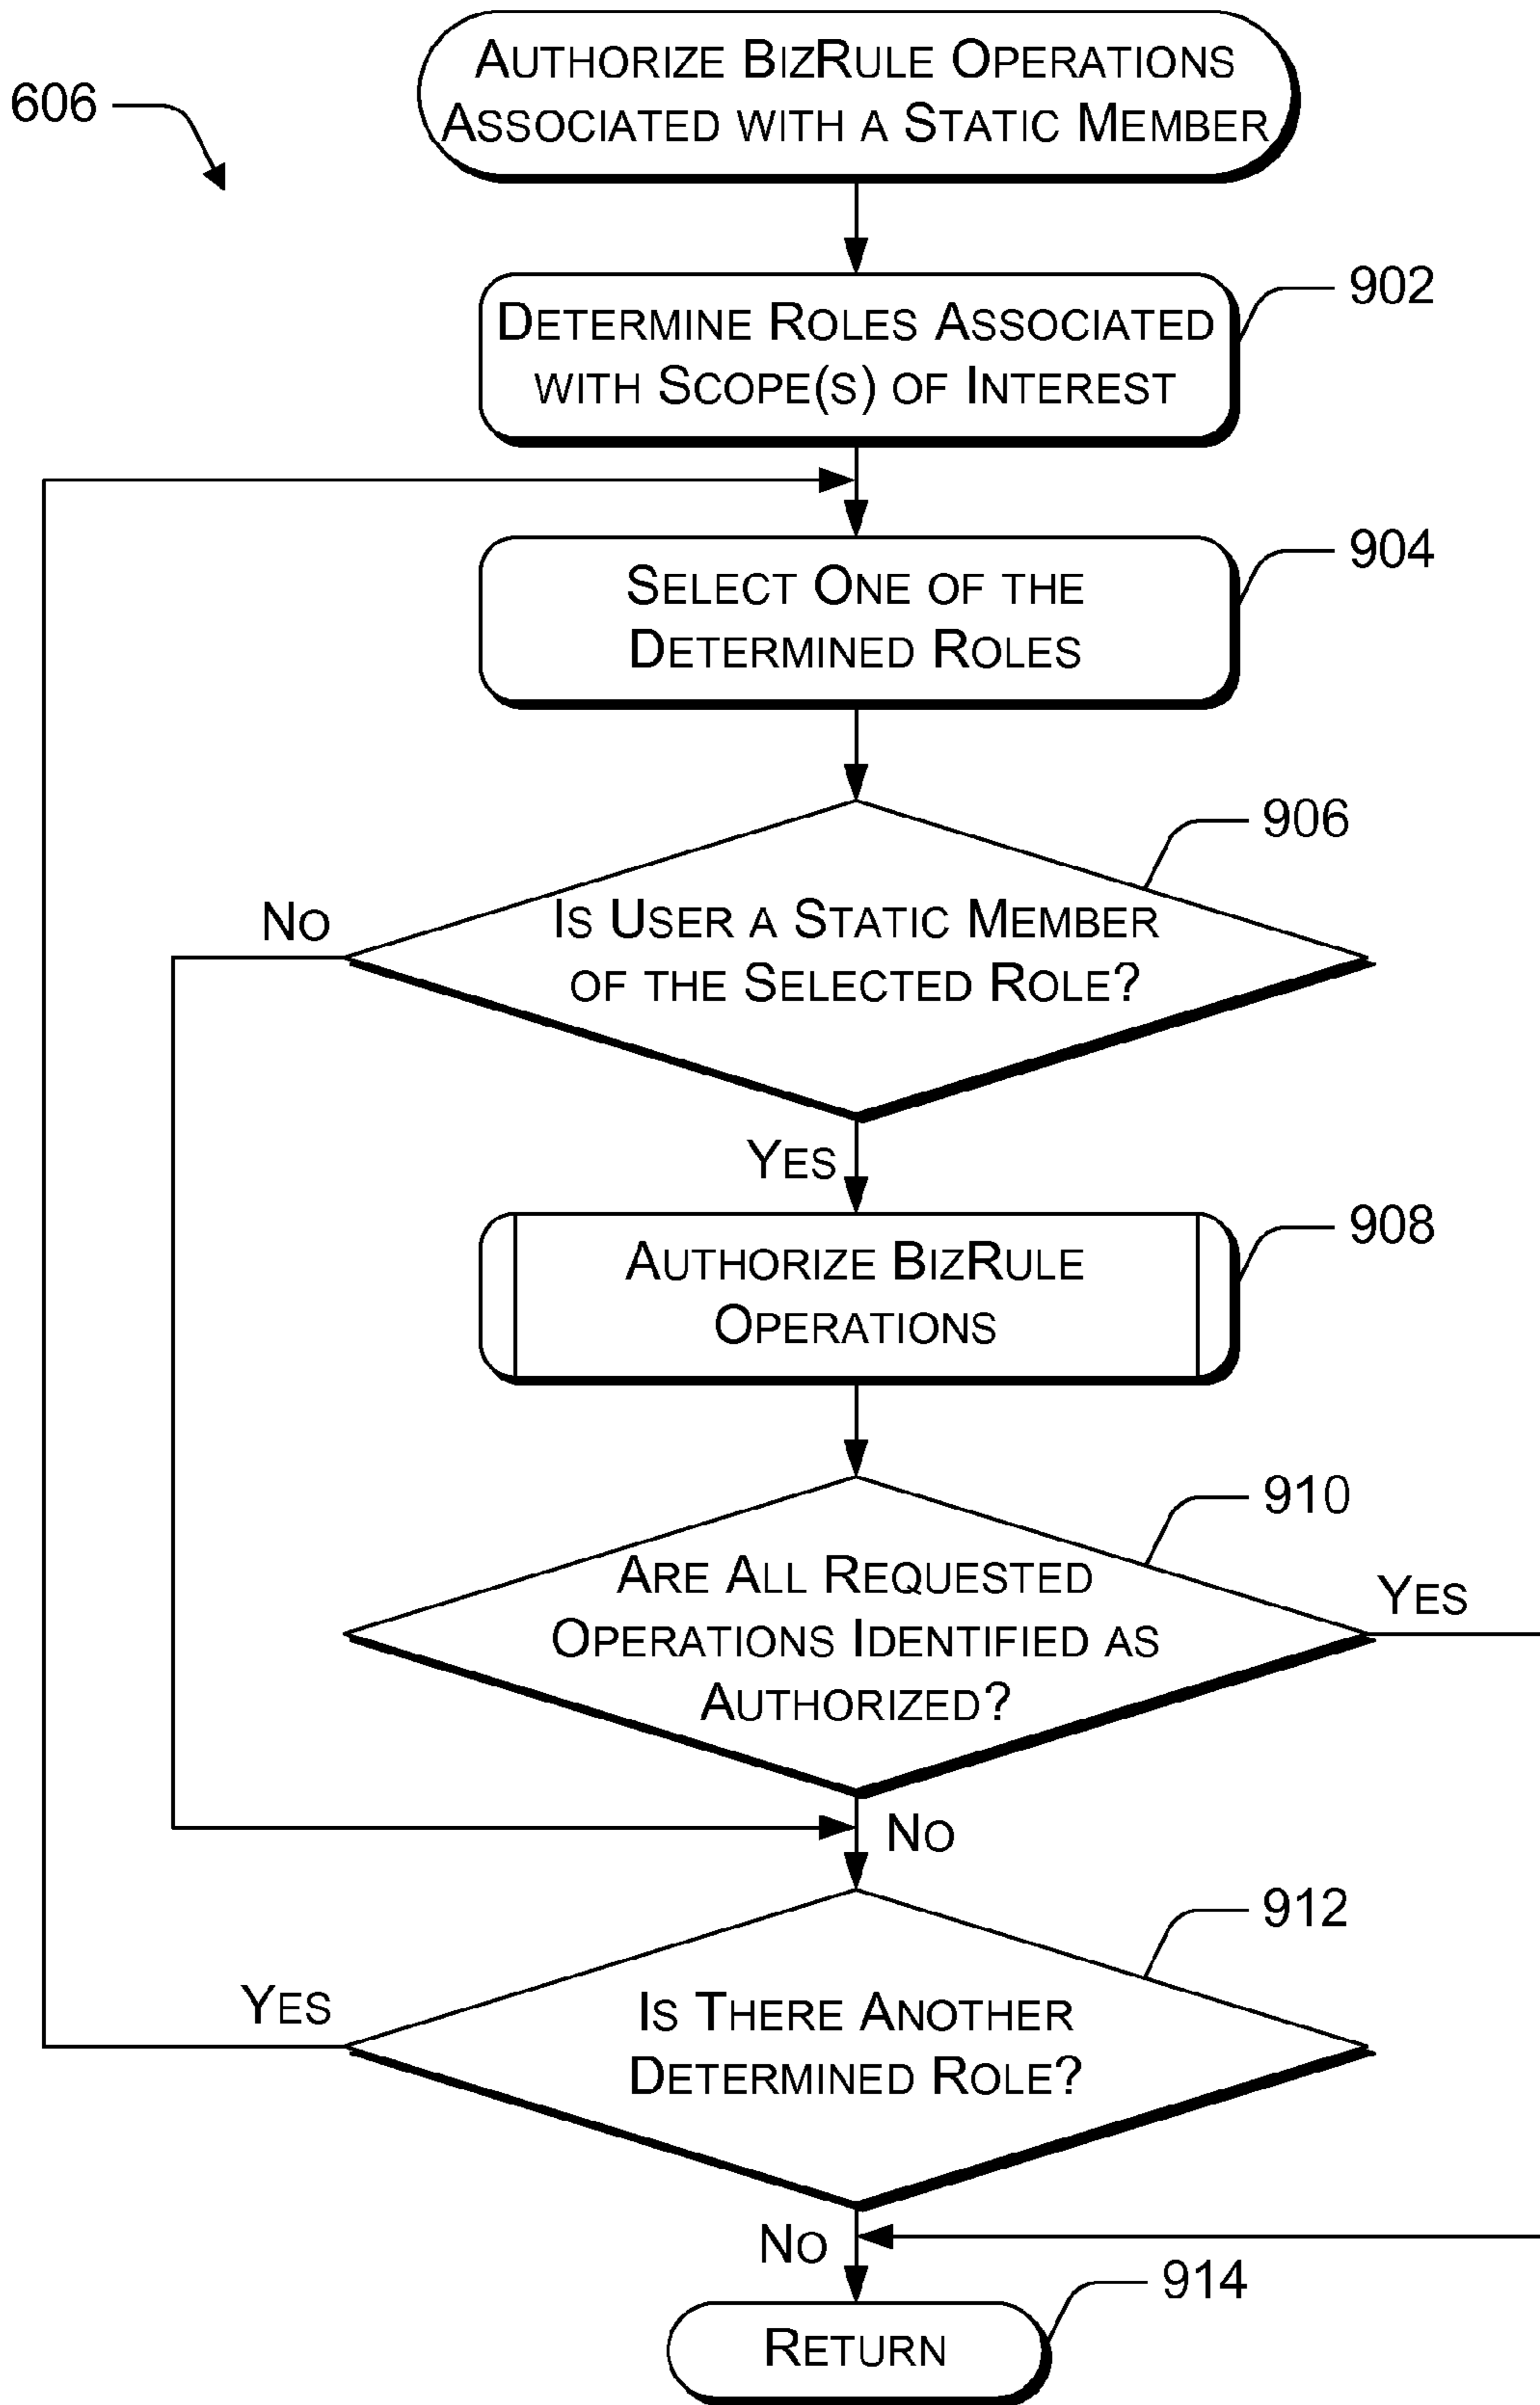 AUTHORIZE BIZRULE OPERATIONS
ASSOCIATED WITH A STATIC MEMBER
606
902
DETERMINE ROLES ASSOCIATED
WITH SCOPE(S) OF INTEREST
904
SELECT ONE OF THE
DETERMINED ROLES
906
NO
IS USER A STATIC MEMBER
OF THE SELECTED ROLE?
YES
908
AUTHORIZE BIZRULE
OPERATIONS
910
ARE ALL REQUESTED
OPERATIONS IDENTIFIED AS
AUTHORIZED?
YES
NO
912
YES
IS THERE ANOTHER
DETERMINED ROLE?
NO
914
RETURN